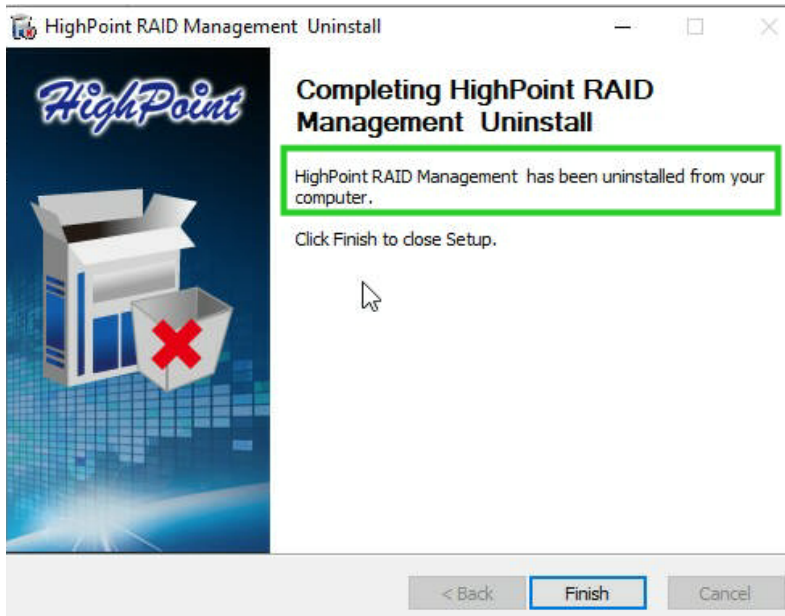 HighPoint RAID Management Uninstall
HighPoint
Completing HighPoint RAID
Management Uninstall
HighPoint RAID Management has been uninstalled from your
computer.
Click Finish to close Setup.
< Back
Finish
Cancel